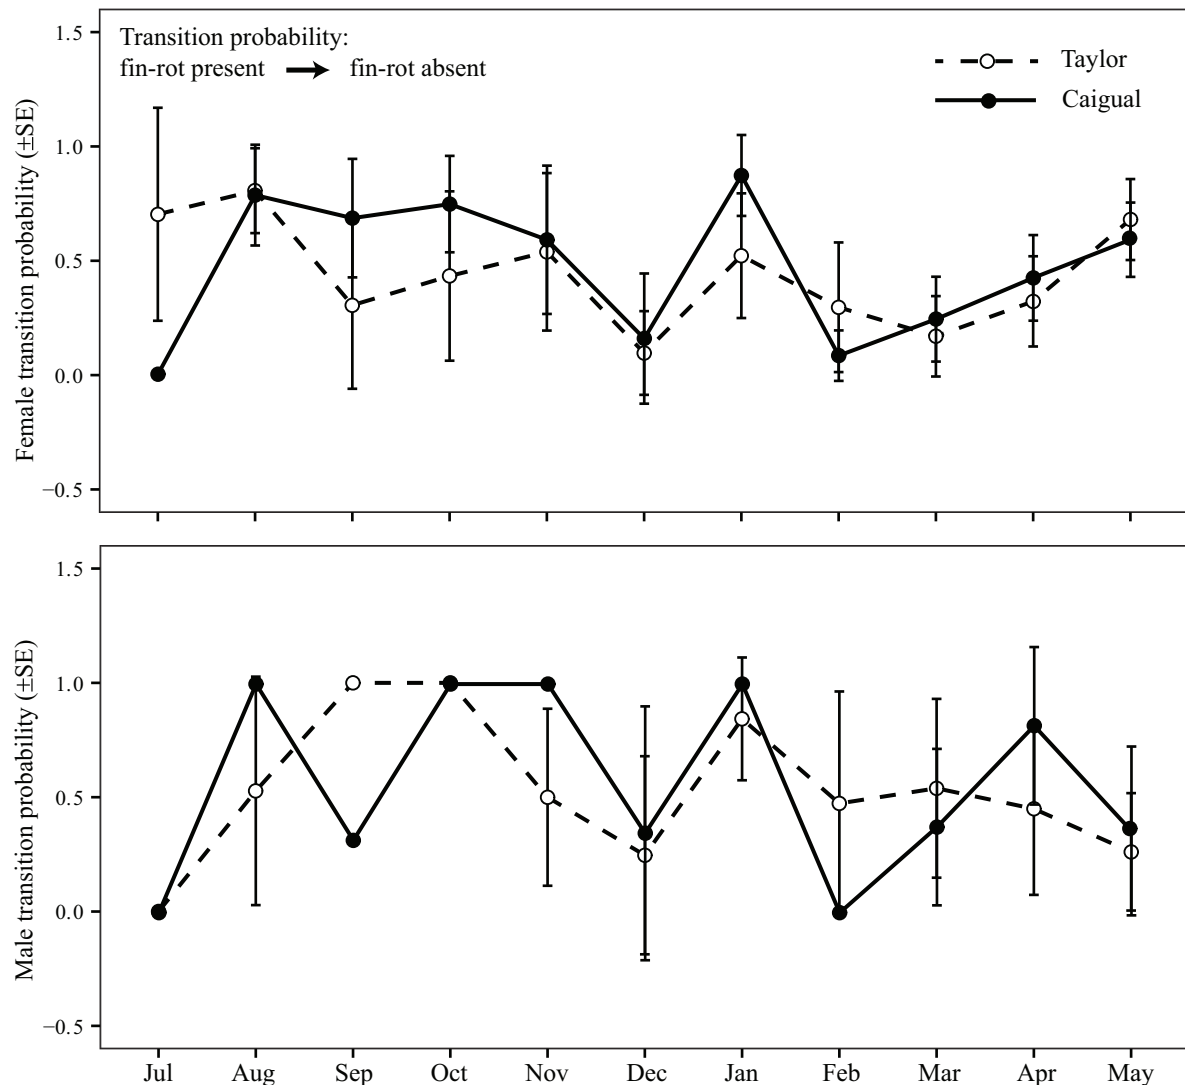 Transition probability:
fin-rot present fin-rot absent
Taylor
Caigual
Female transition probability (±SE)
1.5
1.0
0.5
0.0
−0.5
Male transition probability (±SE)
1.5
1.0
0.5
0.0
−0.5
Jul Aug Sep Oct Nov Dec Jan Feb Mar Apr May